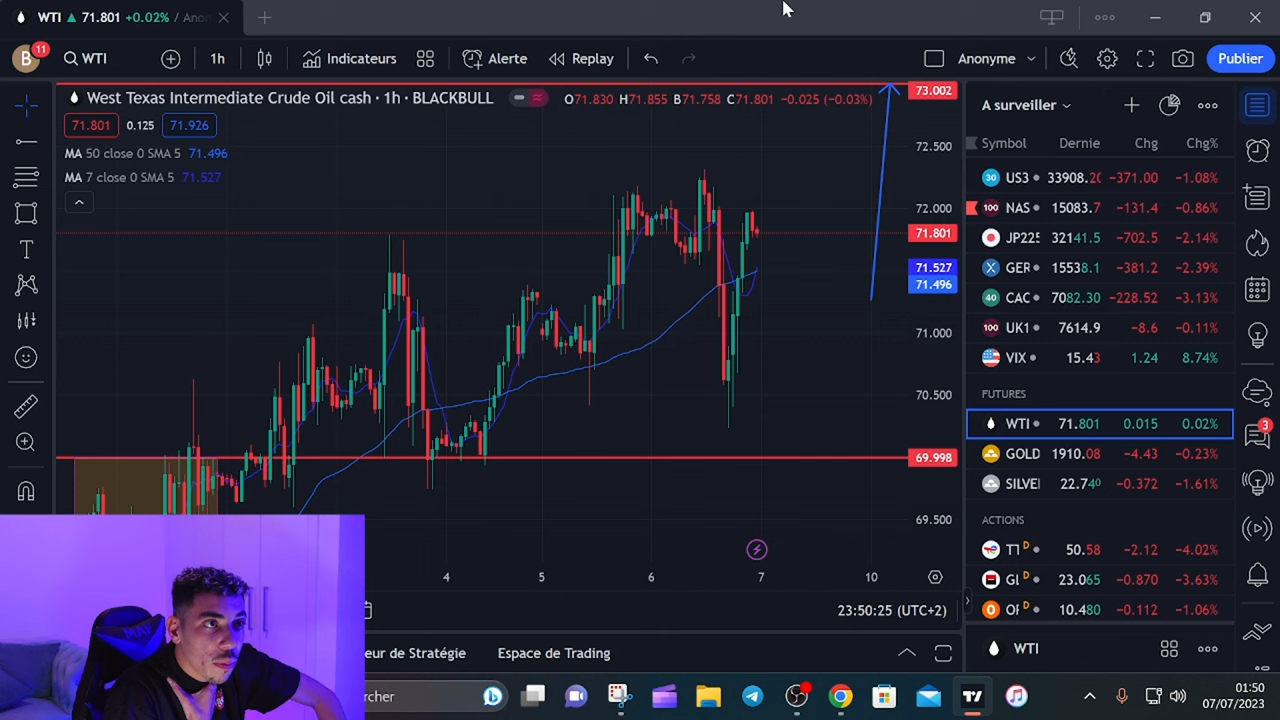 WTI ▲ 71.801 +0.02% / Anon
B 11
WTI
1h
Indicateurs
Alerte
Replay
Anonyme
Publier
West Texas Intermediate Crude Oil cash · 1h · BLACKBULL
O71.830 H71.855 B71.758 C71.801 −0.025 (−0.03%)
71.801 0.125 71.926
MA 50 close 0 SMA 5 71.496
MA 7 close 0 SMA 5 71.527
73.002
72.500
72.000
71.801
71.527
71.496
71.000
70.500
69.998
69.500
4 5 6 7 10
23:50:25 (UTC+2)
A surveiller
Symbol Dernie Chg Chg%
30 US3 33908.20 −371.00 −1.08%
100 NAS 15083.7 −131.4 −0.86%
JP225 32141.5 −702.5 −2.14%
GER 15538.1 −381.2 −2.39%
40 CAC 7082.30 −228.52 −3.13%
100 UK1 7614.9 −8.6 −0.11%
VIX 15.43 1.24 8.74%
FUTURES
WTI 71.801 0.015 0.02%
GOLD 1910.08 −4.43 −0.23%
SILVE 22.740 −0.372 −1.61%
ACTIONS
D 50.58 −2.12 −4.02%
D 23.065 −0.870 −3.63%
D 10.480 −0.112 −1.06%
WTI
3
eur de Stratégie
Espace de Trading
rcher
01:50
07/07/2023